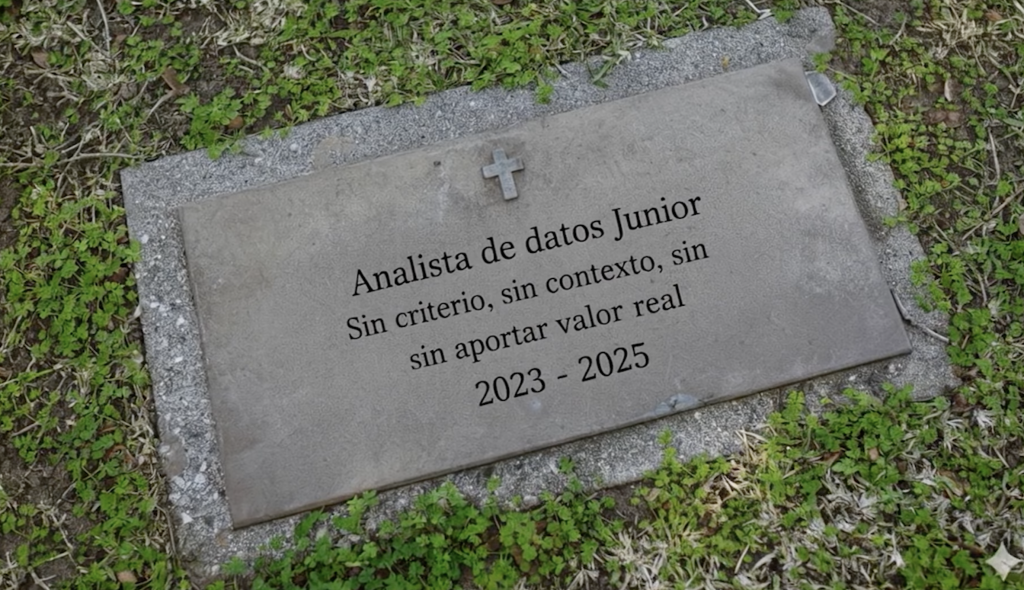 Analista de datos Junior
Sin criterio, sin contexto, sin
sin aportar valor real
2023 - 2025